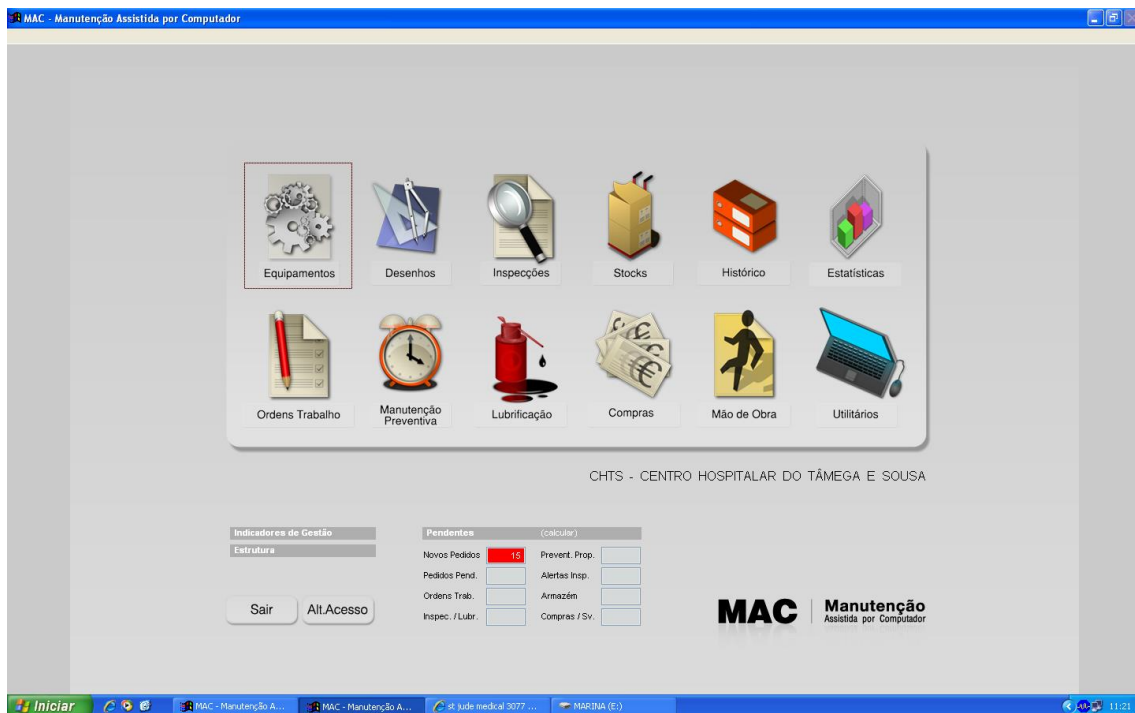 MAC - Manutenção Assistida por Computador
Equipamentos
Desenhos
Inspecções
Stocks
Histórico
Estatísticas
Ordens Trabalho
Manutenção
Preventiva
Lubrificação
Compras
Mão de Obra
Utilitários
CHTS - CENTRO HOSPITALAR DO TÂMEGA E SOUSA
Indicadores de Gestão
Estrutura
Pendentes (calcular)
Novos Pedidos 15 Prevent. Prop.
Pedidos Pend. Alertas Insp.
Ordens Trab. Armazém
Inspec. / Lubr. Compras / Sv.
Sair
Alt.Acesso
MAC
Manutenção
Assistida por Computador
Iniciar
MAC - Manutenção A...
MAC - Manutenção A...
st jude medical 3077 ...
MARINA (E:)
11:21